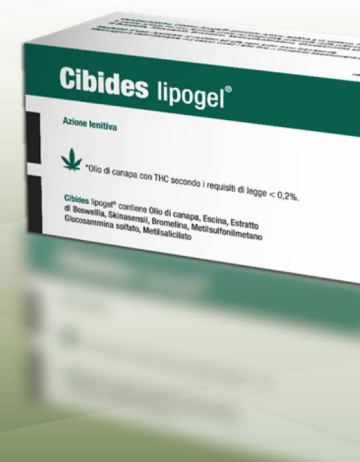 Cibides lipogel®
Azione lenitiva
*Olio di canapa con THC secondo i requisiti di legge < 0,2%.
Cibides lipogel® contiene Olio di canapa, Escina, Estratto
di Boswellia, Skinasensil, Bromelina, Metilsulfonilmetano
Glucosammina solfato, Metilsalicilato